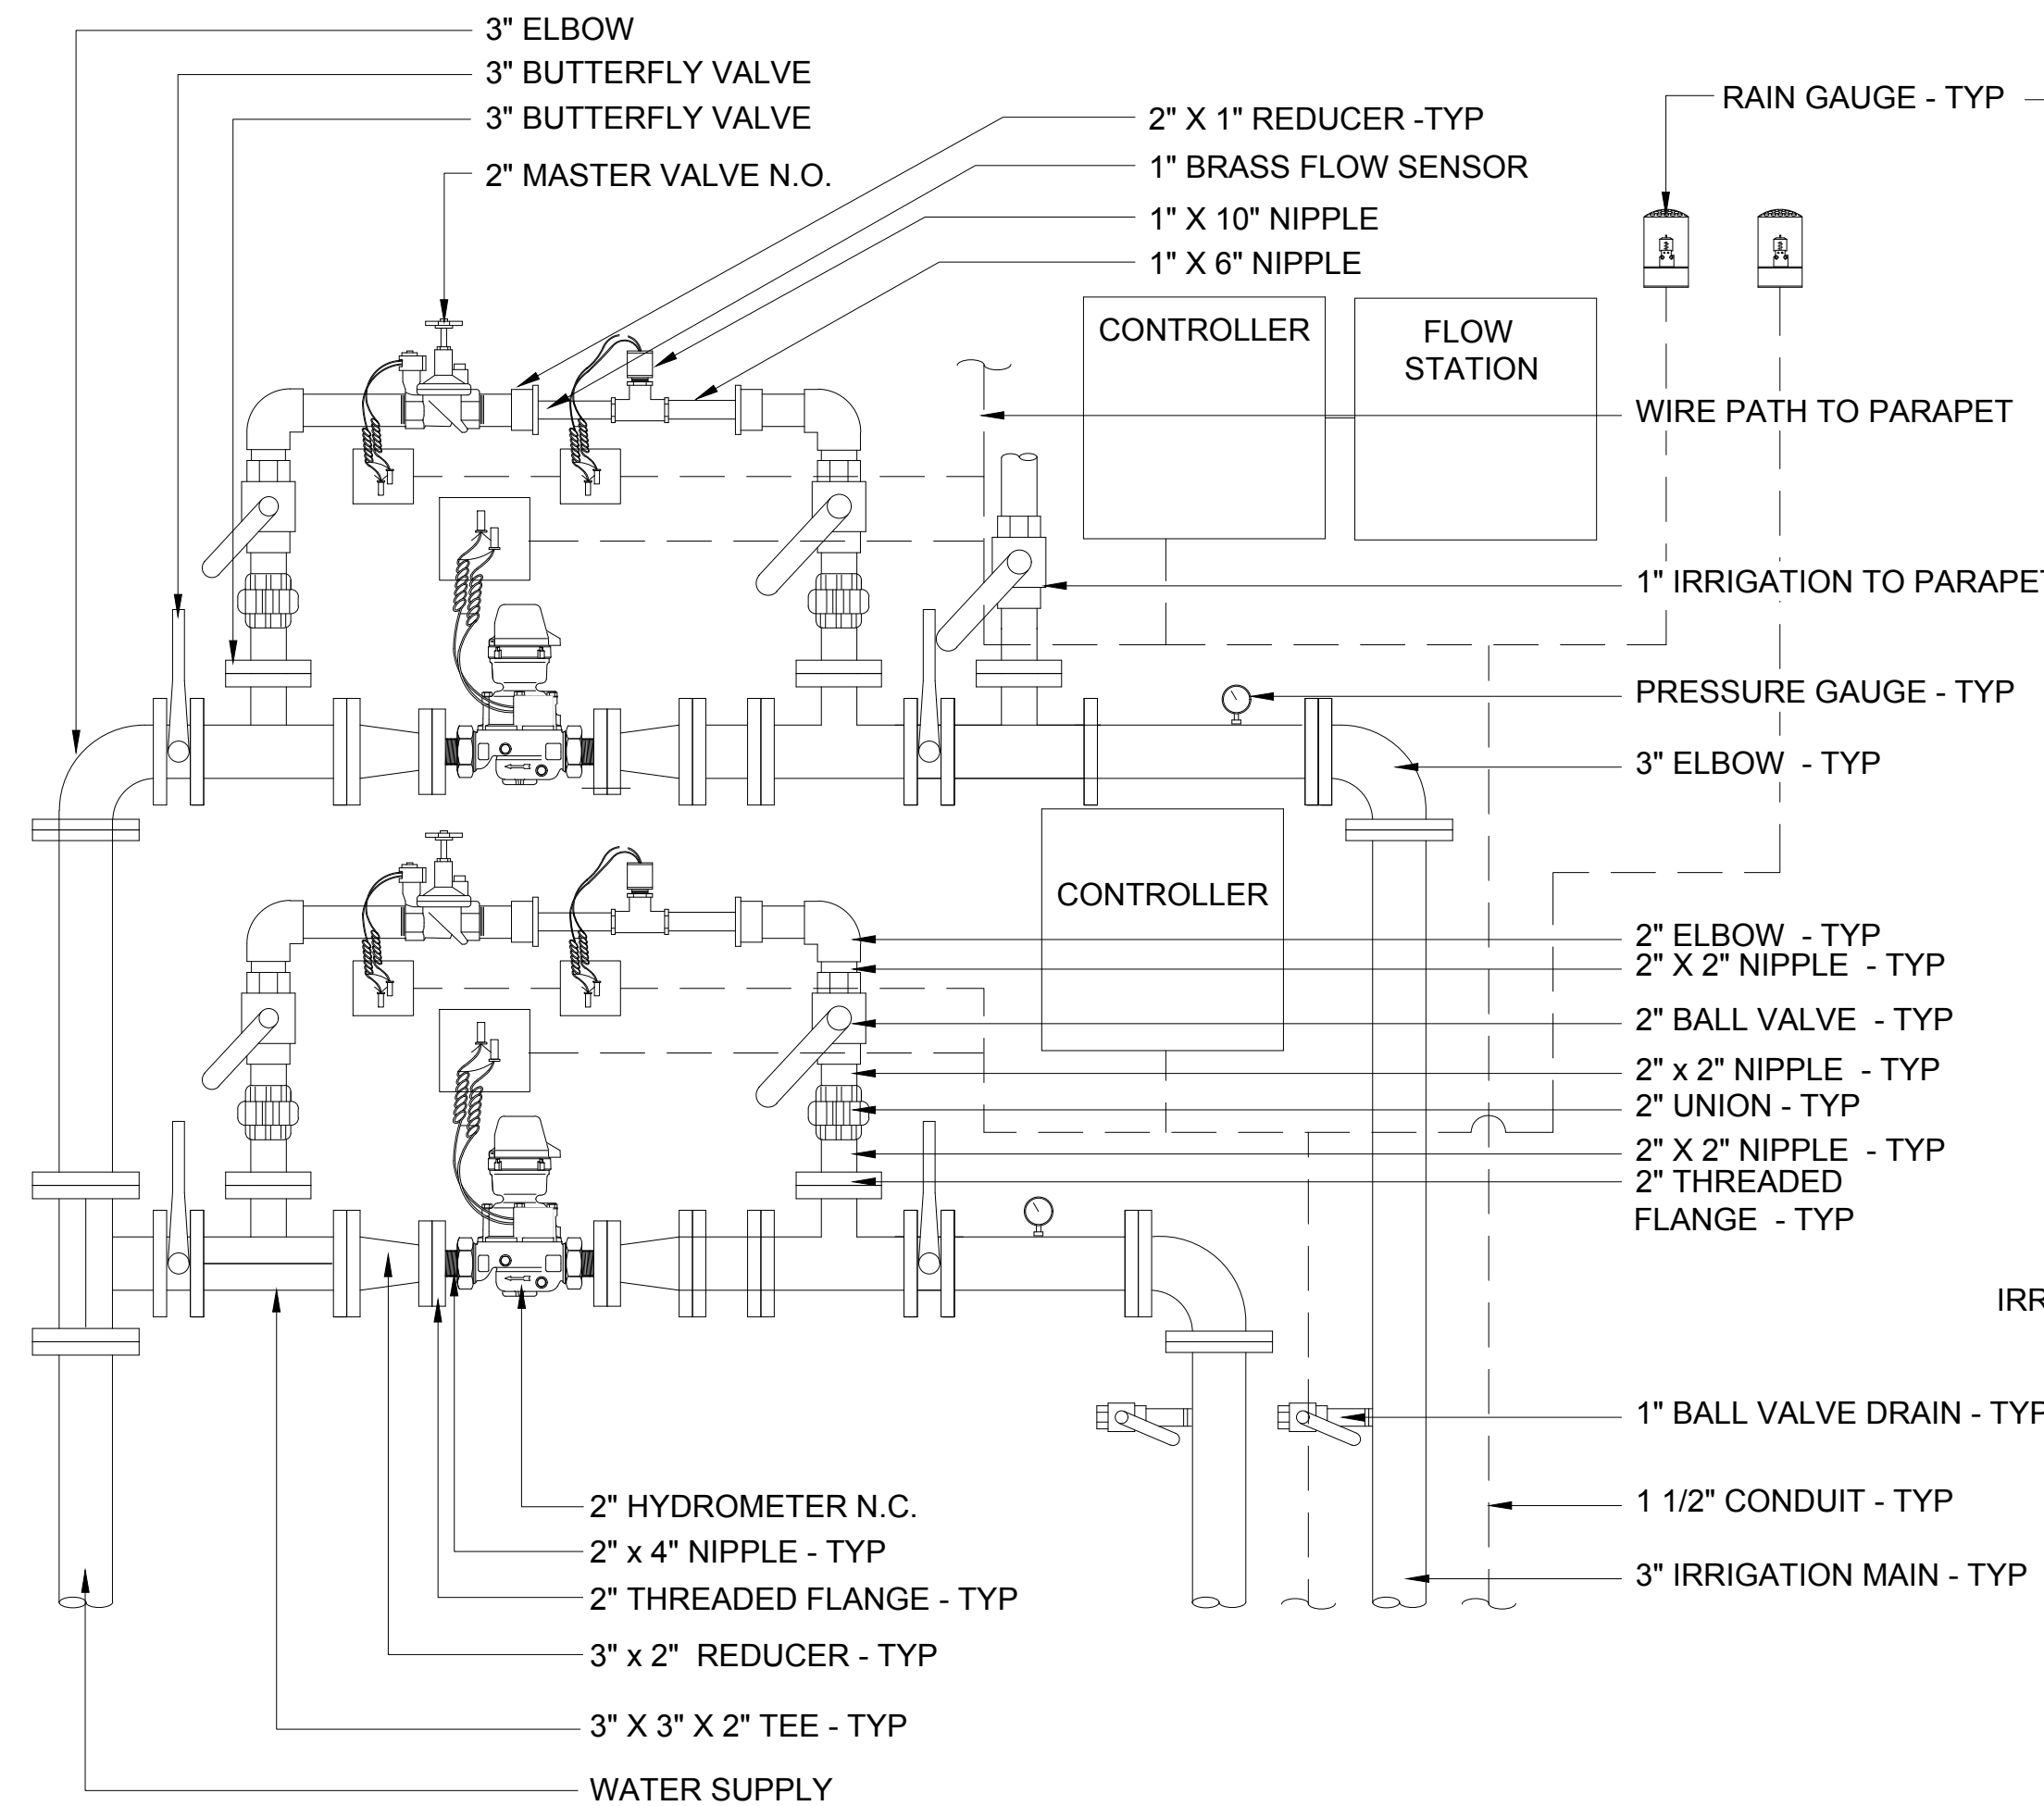 3" ELBOW
3" BUTTERFLY VALVE
3" BUTTERFLY VALVE
2" MASTER VALVE N.O.
2" X 1" REDUCER -TYP
1" BRASS FLOW SENSOR
1" X 10" NIPPLE
1" X 6" NIPPLE
RAIN GAUGE - TYP
CONTROLLER
FLOW
STATION
WIRE PATH TO PARAPET
1" IRRIGATION TO PARAPET
PRESSURE GAUGE - TYP
3" ELBOW - TYP
CONTROLLER
2" ELBOW - TYP
2" X 2" NIPPLE - TYP
2" BALL VALVE - TYP
2" x 2" NIPPLE - TYP
2" UNION - TYP
2" X 2" NIPPLE - TYP
2" THREADED
FLANGE - TYP
IRR
1" BALL VALVE DRAIN - TYP
1 1/2" CONDUIT - TYP
3" IRRIGATION MAIN - TYP
2" HYDROMETER N.C.
2" x 4" NIPPLE - TYP
2" THREADED FLANGE - TYP
3" x 2" REDUCER - TYP
3" X 3" X 2" TEE - TYP
WATER SUPPLY